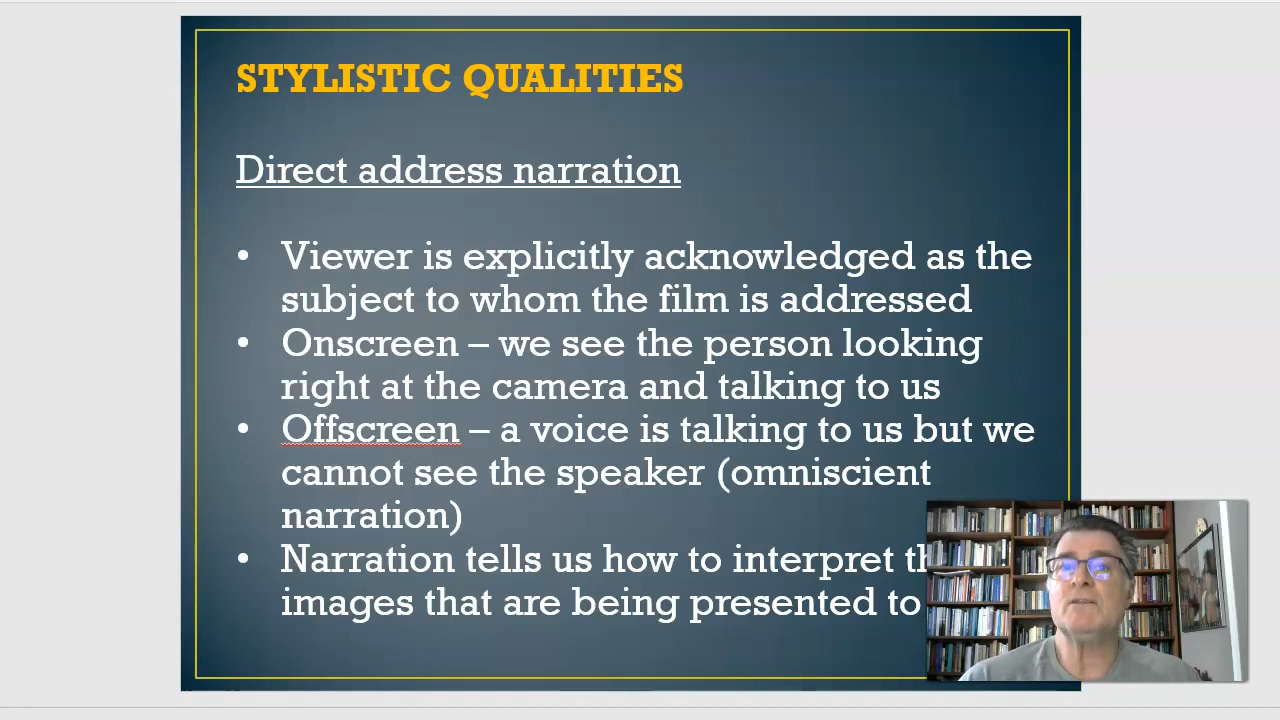 STYLISTIC QUALITIES
Direct address narration
• Viewer is explicitly acknowledged as the
subject to whom the film is addressed
• Onscreen – we see the person looking
right at the camera and talking to us
• Offscreen – a voice is talking to us but we
cannot see the speaker (omniscient
narration)
• Narration tells us how to interpret
images that are being presented to